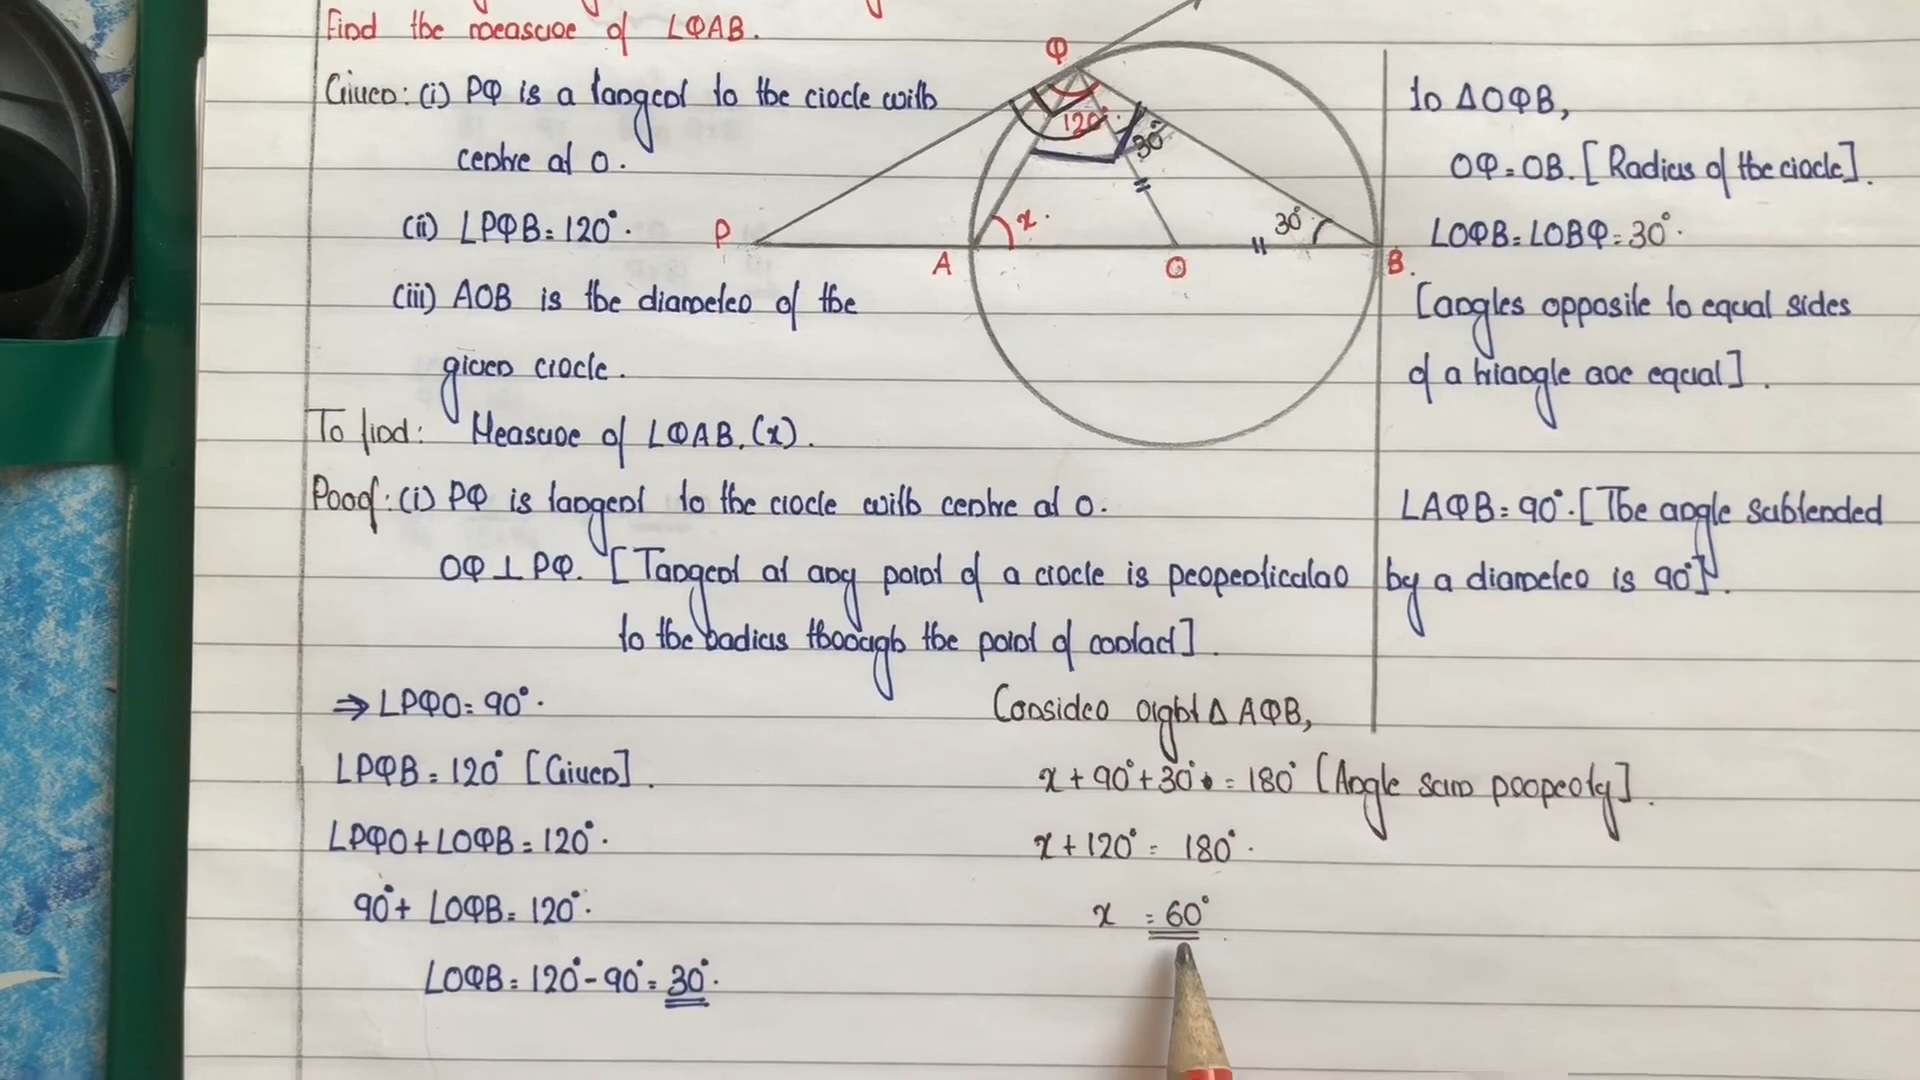 Find the measure of ∠QAB.
Given: (i) PQ is a tangent to the circle with
centre at O.
(ii) ∠PQB = 120°.
(iii) AOB is the diameter of the
given circle.
To find: Measure of ∠QAB. (x).
Proof: (i) PQ is tangent to the circle with centre at O.
OQ ⊥ PQ. [Tangent at any point of a circle is perpendicular
to the radius through the point of contact].
⇒ ∠PQO = 90°.
∠PQB = 120° [Given].
∠PQO + ∠OQB = 120°.
90° + ∠OQB = 120°.
∠OQB = 120° - 90° = 30°.
Q
120°
30°
P
x.
30°
A
O
B.
In ΔOQB,
OQ = OB. [Radius of the circle].
∠OQB = ∠OBQ = 30°.
[angles opposite to equal sides
of a triangle are equal].
∠AQB = 90°. [The angle subtended
by a diameter is 90°].
Consider right Δ AQB,
x + 90° + 30° = 180° [Angle sum property].
x + 120° = 180°.
x = 60°